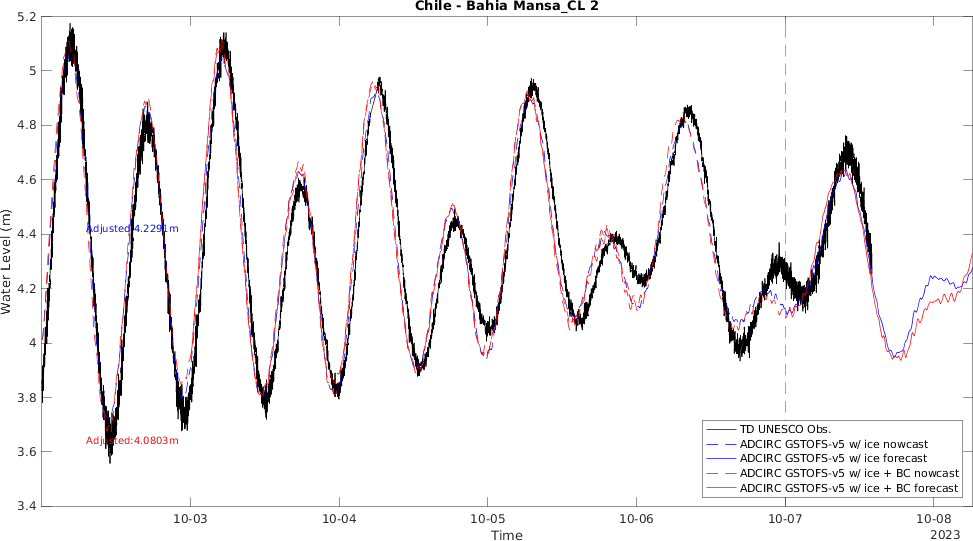 Chile - Bahia Mansa_CL 2
5.2
5
4.8
4.6
4.4
4.2
4
3.8
3.6
3.4
Water Level (m)
Adjusted:4.2291m
Adjusted:4.0803m
TD UNESCO Obs.
ADCIRC GSTOFS-v5 w/ ice nowcast
ADCIRC GSTOFS-v5 w/ ice forecast
ADCIRC GSTOFS-v5 w/ ice + BC nowcast
ADCIRC GSTOFS-v5 w/ ice + BC forecast
10-03 10-04 10-05 10-06 10-07 10-08
Time
2023